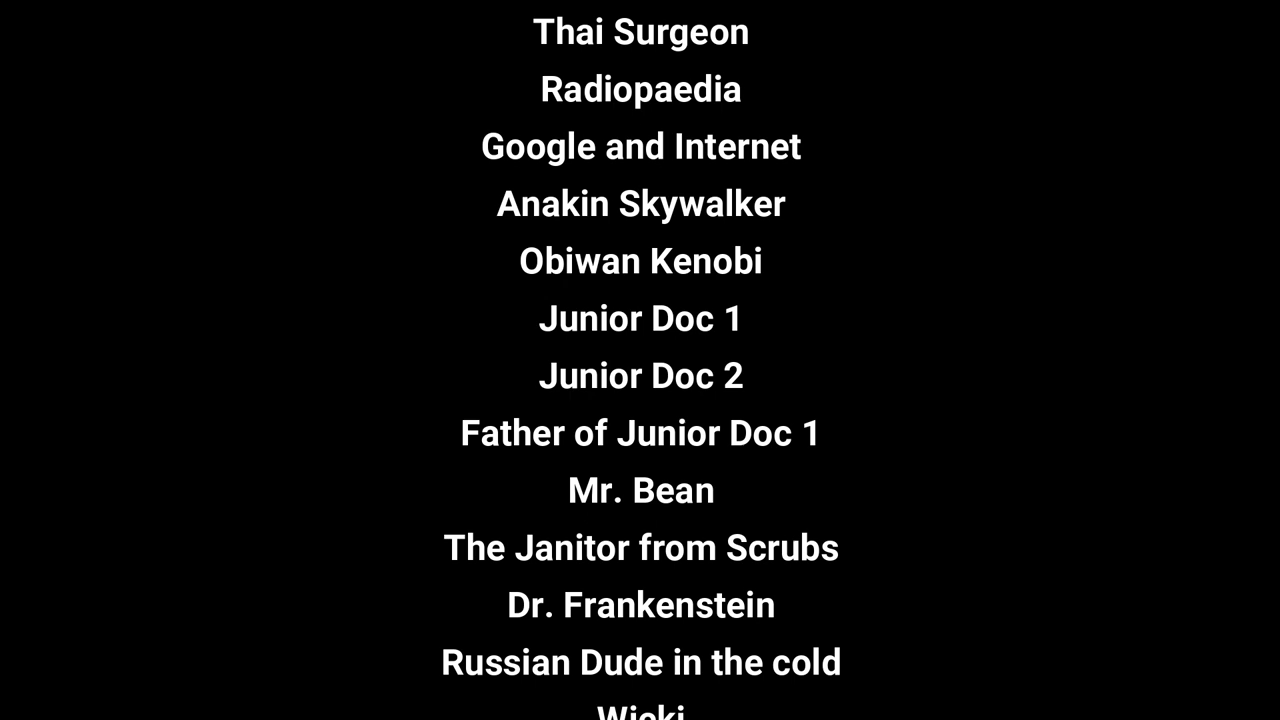 Thai Surgeon
Radiopaedia
Google and Internet
Anakin Skywalker
Obiwan Kenobi
Junior Doc 1
Junior Doc 2
Father of Junior Doc 1
Mr. Bean
The Janitor from Scrubs
Dr. Frankenstein
Russian Dude in the cold